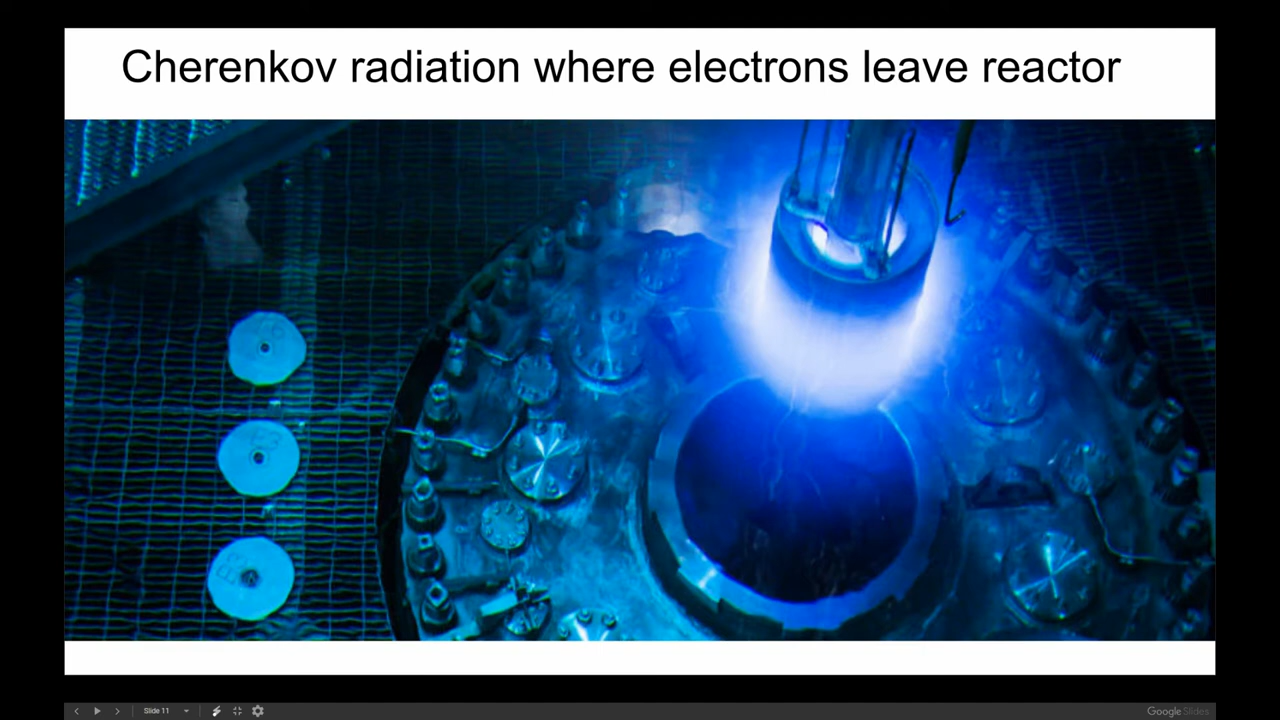 Cherenkov radiation where electrons leave reactor
Slide 11
Google Slides